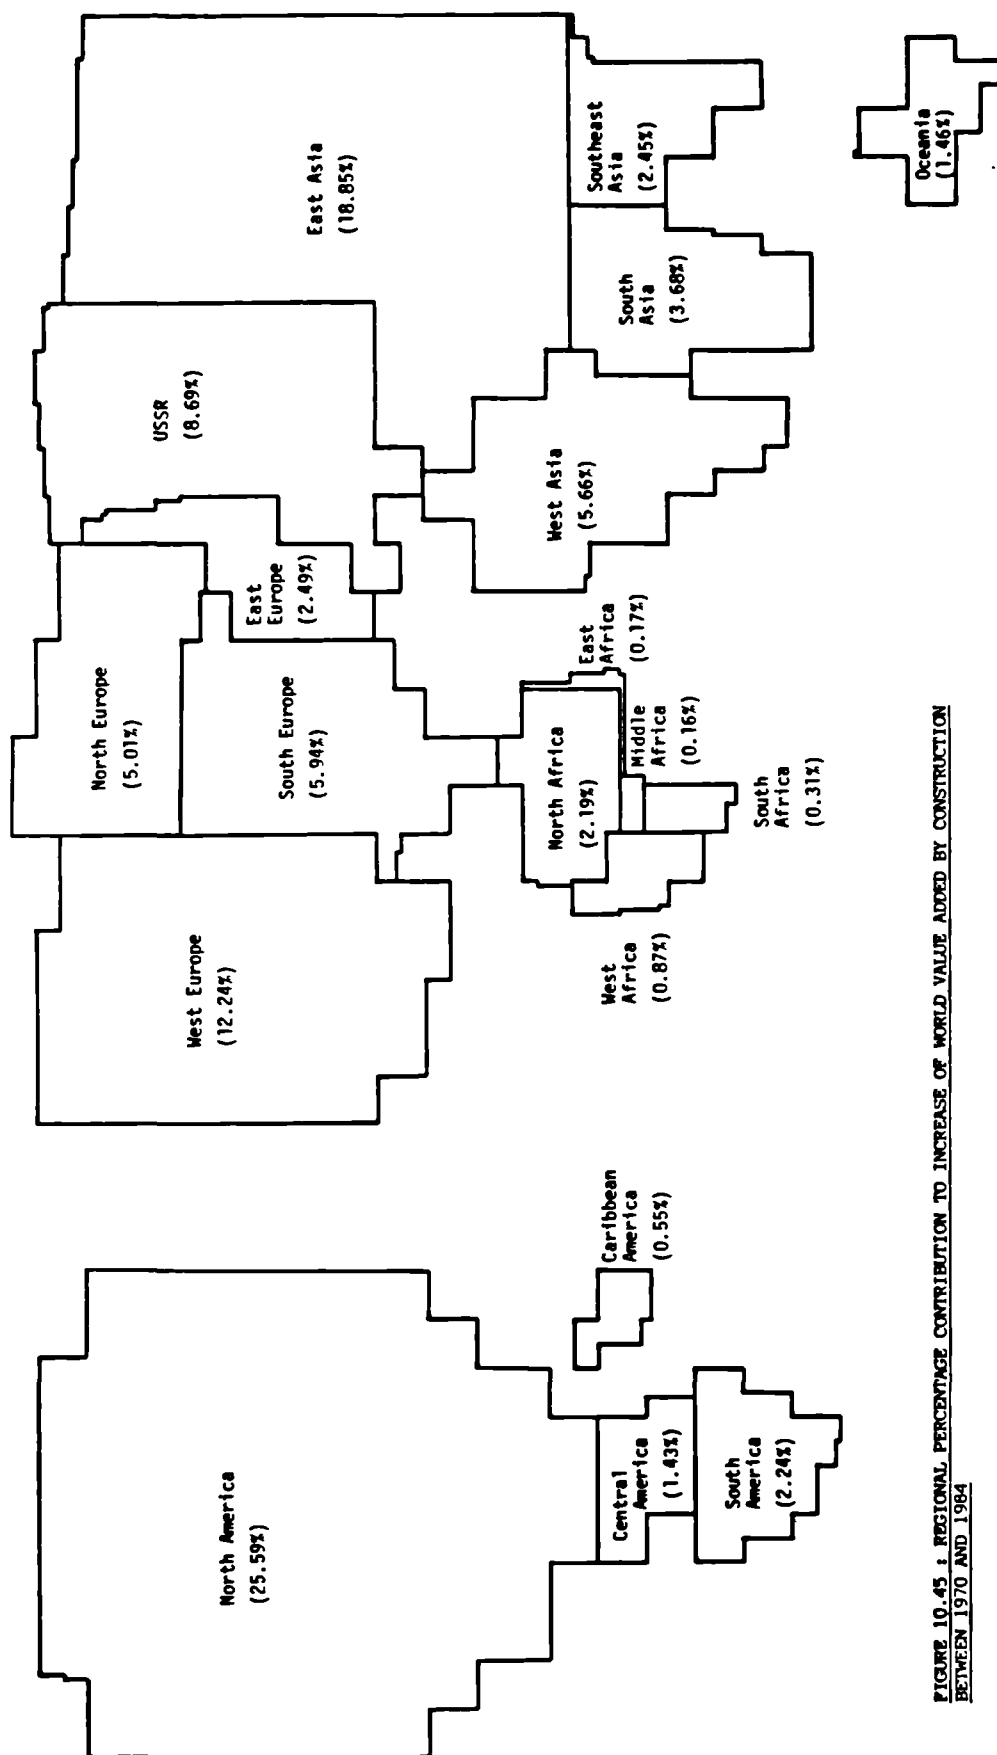 North America
(25.59%)
Central
America
(1.43%)
South
America
(2.24%)
Caribbean
America
(0.55%)
West Europe
(12.24%)
North Europe
(5.01%)
South Europe
(5.94%)
East
Europe
(2.49%)
USSR
(8.69%)
East Asia
(18.85%)
West Asia
(5.66%)
South
Asia
(3.68%)
Southeast
Asia
(2.45%)
Oceania
(1.46%)
North Africa
(2.19%)
East
Africa
(0.17%)
Middle
Africa
(0.16%)
West
Africa
(0.87%)
South
Africa
(0.31%)
FIGURE 10.45 : REGIONAL PERCENTAGE CONTRIBUTION TO INCREASE OF WORLD VALUE ADDED BY CONSTRUCTION
BETWEEN 1970 AND 1984